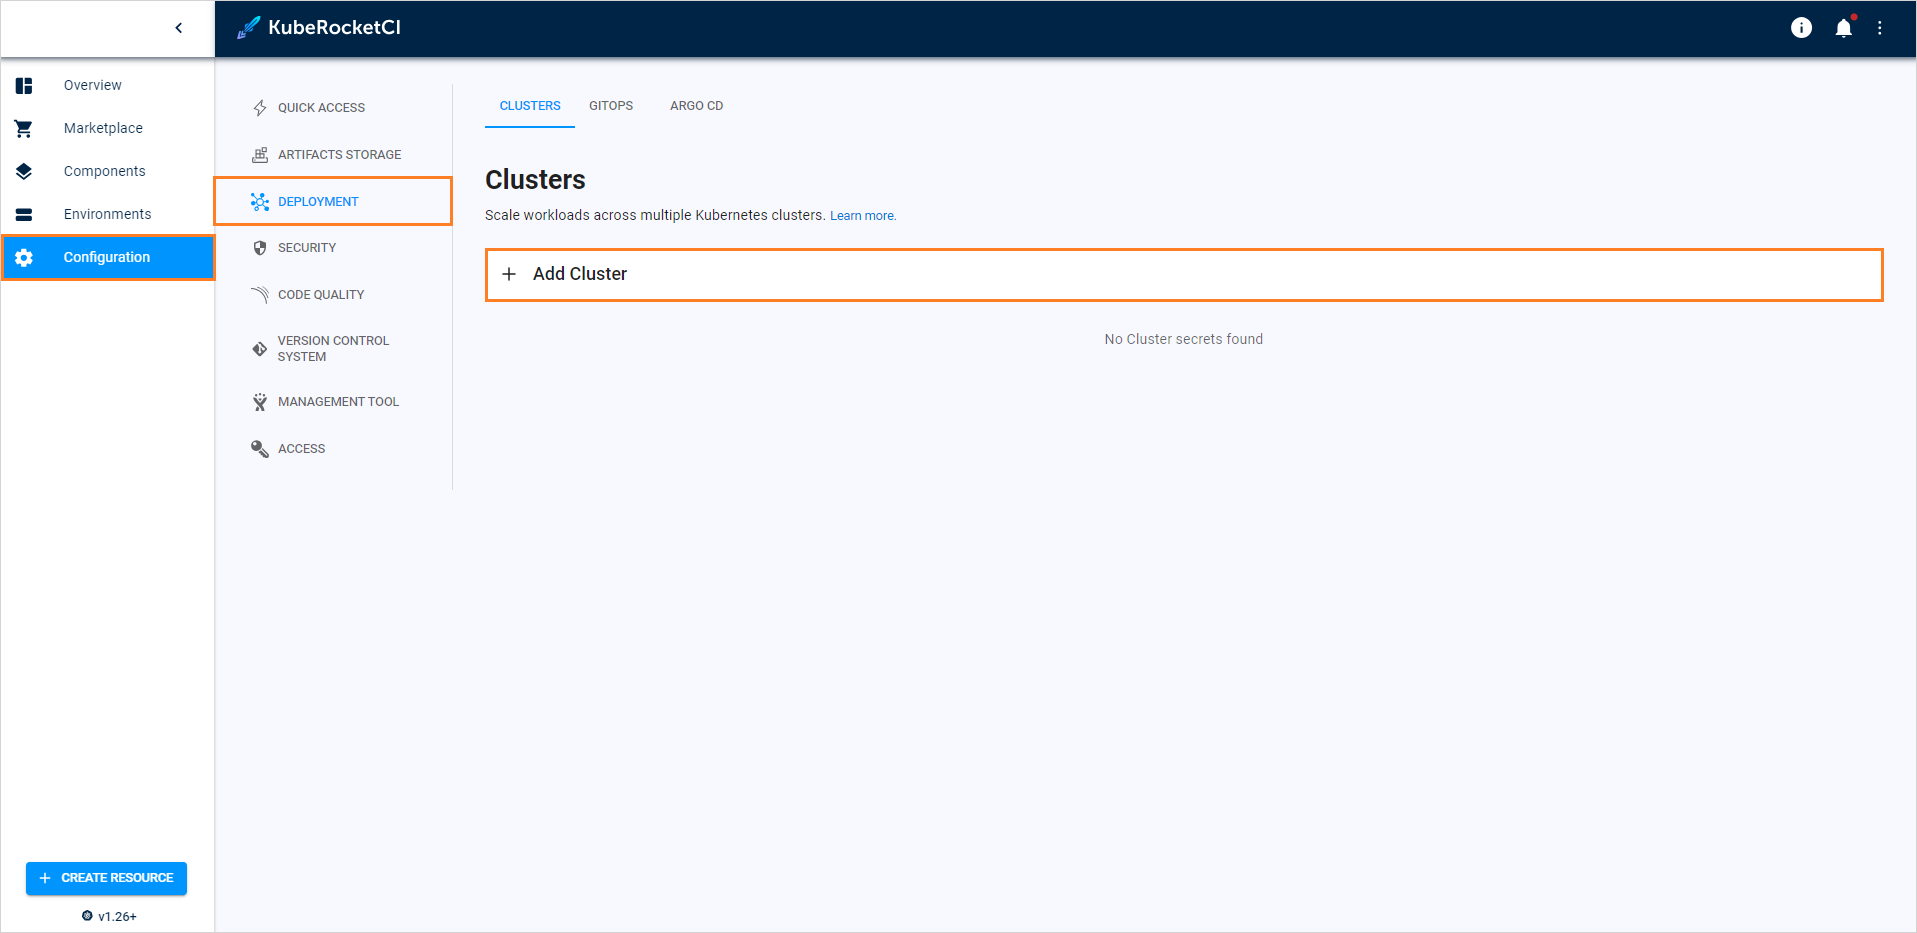 KubeRocketCI
Overview
Marketplace
Components
Environments
Configuration
CREATE RESOURCE
v1.26+
QUICK ACCESS
ARTIFACTS STORAGE
DEPLOYMENT
SECURITY
CODE QUALITY
VERSION CONTROL
SYSTEM
MANAGEMENT TOOL
ACCESS
CLUSTERS GITOPS ARGO CD
Clusters
Scale workloads across multiple Kubernetes clusters. Learn more.
+ Add Cluster
No Cluster secrets found